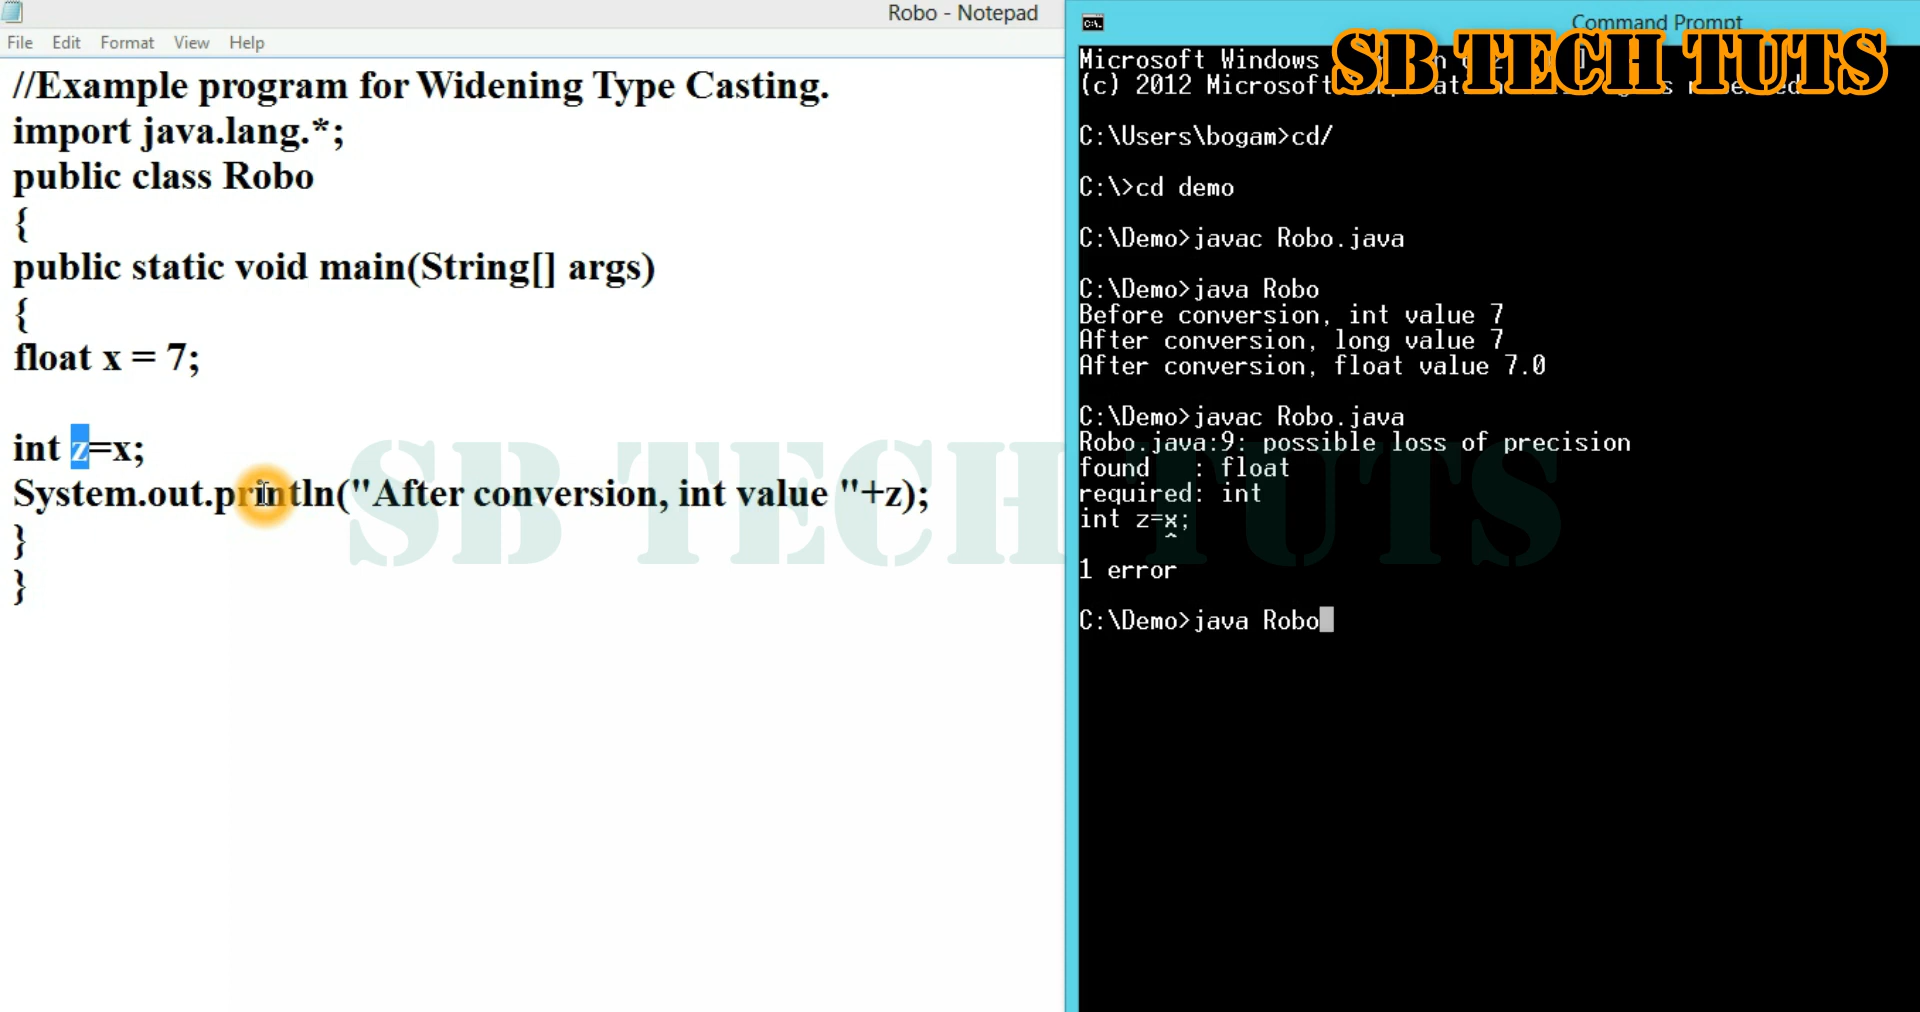 Robo - Notepad
File Edit Format View Help
//Example program for Widening Type Casting.
import java.lang.*;
public class Robo
{
public static void main(String[] args)
{
float x = 7;
int z=x;
System.out.println("After conversion, int value "+z);
}
}
SB TECH TUTS
Command Prompt
SB TECH TUTS
Microsoft Windows
(c) 2012 Microsoft
C:\Users\bogam>cd/
C:\>cd demo
C:\Demo>javac Robo.java
C:\Demo>java Robo
Before conversion, int value 7
After conversion, long value 7
After conversion, float value 7.0
C:\Demo>javac Robo.java
Robo.java:9: possible loss of precision
found   : float
required: int
int z=x;
^
1 error
C:\Demo>java Robo